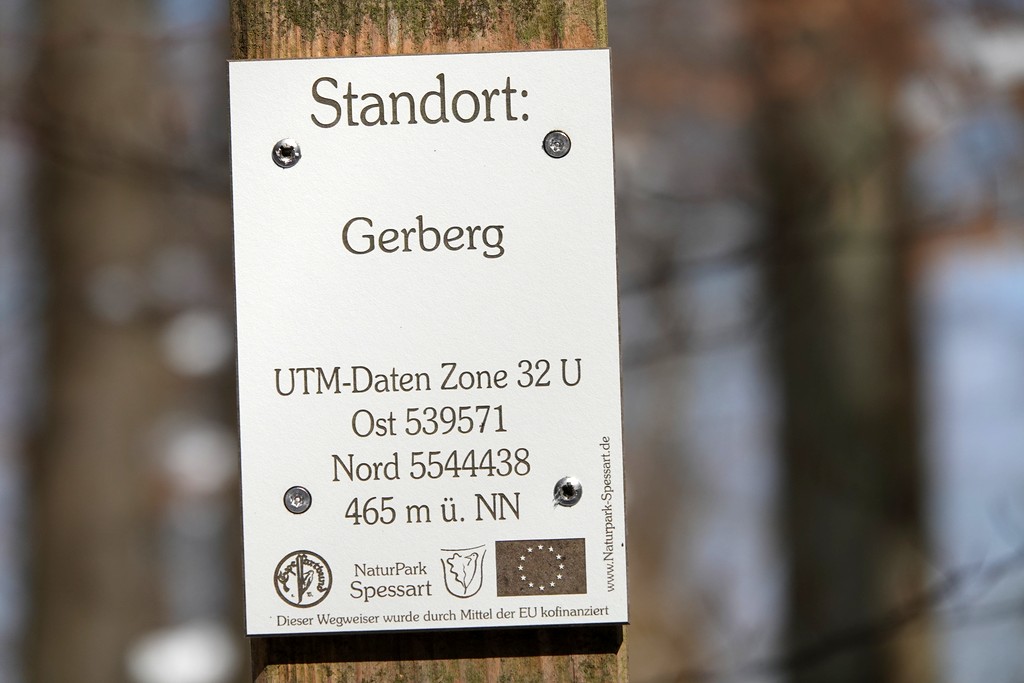 Standort:
Gerberg
UTM-Daten Zone 32 U
Ost 539571
Nord 5544438
465 m ü. NN
NaturPark
Spessart
www.Naturpark-Spessart.de
Dieser Wegweiser wurde durch Mittel der EU kofinanziert